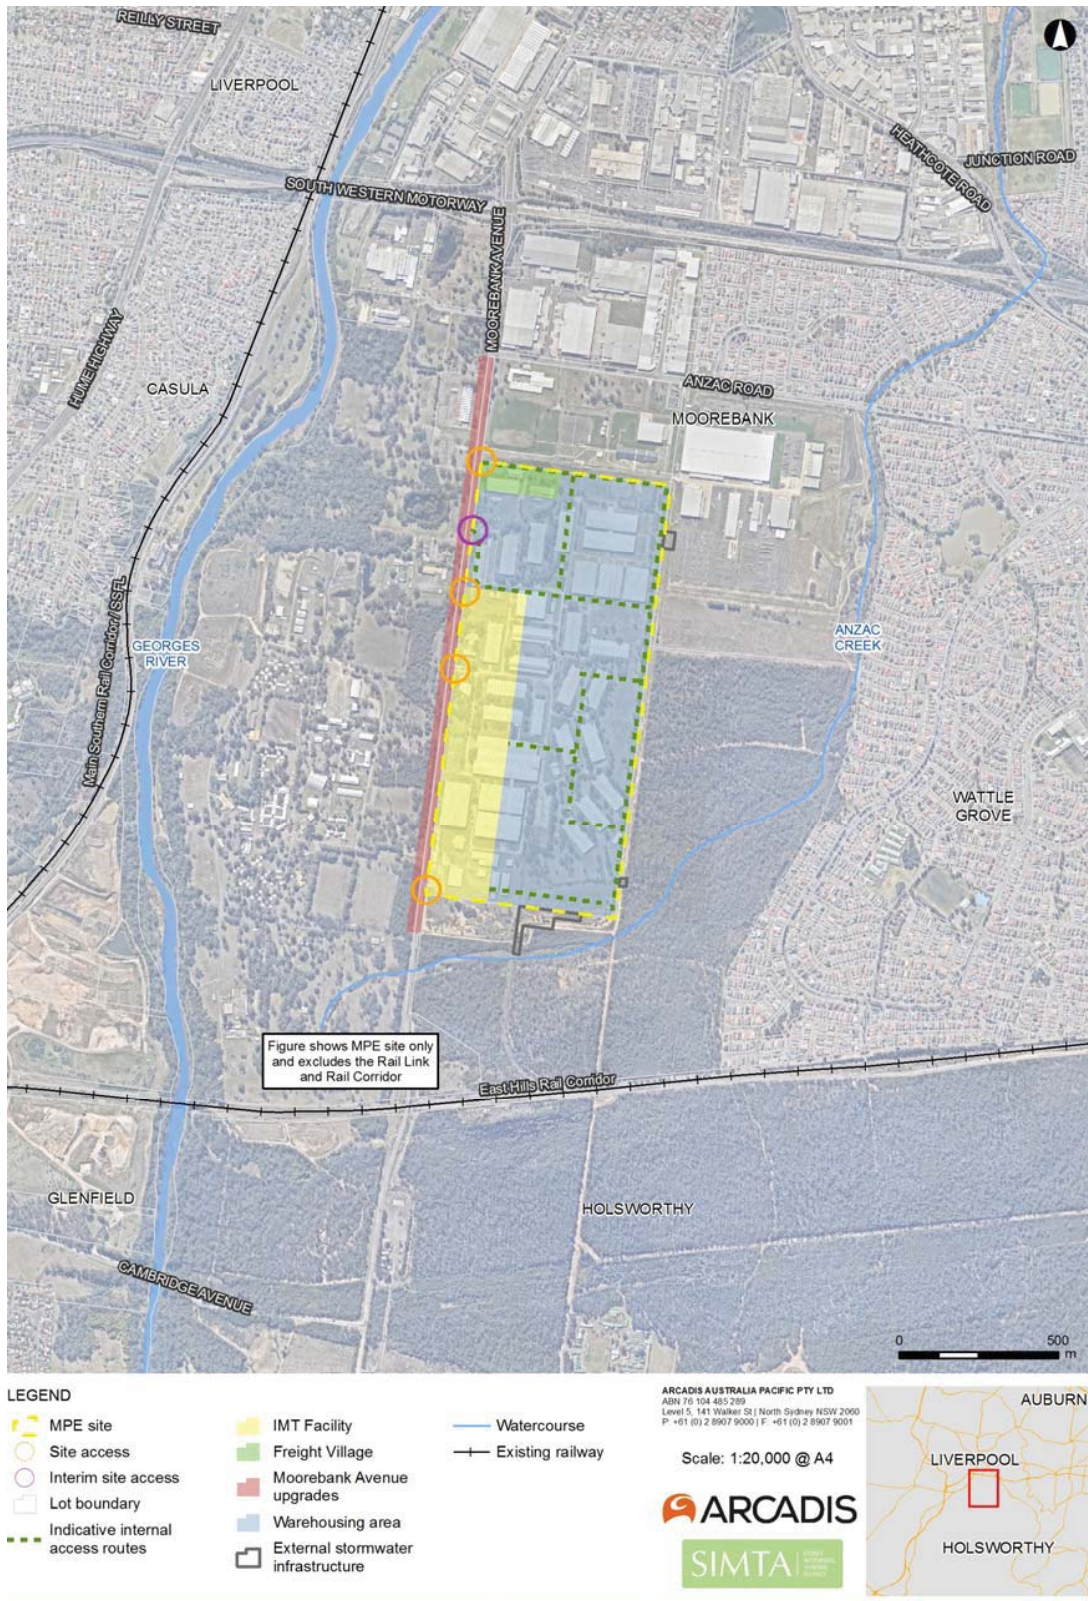 REILLY STREET
LIVERPOOL
HEATHCOTE ROAD
JUNCTION ROAD
SOUTH WESTERN MOTORWAY
MOOREBANK AVENUE
HUME HIGHWAY
CASULA
ANZAC ROAD
MOOREBANK
Main Southern Rail Corridor/ SSFL
GEORGES
RIVER
ANZAC
CREEK
WATTLE
GROVE
Figure shows MPE site only
and excludes the Rail Link
and Rail Corridor
East Hills Rail Corridor
GLENFIELD
HOLSWORTHY
CAMBRIDGE AVENUE
0 500
m
LEGEND
MPE site
Site access
Interim site access
Lot boundary
Indicative internal
access routes
IMT Facility
Freight Village
Moorebank Avenue
upgrades
Warehousing area
External stormwater
infrastructure
Watercourse
Existing railway
ARCADIS AUSTRALIA PACIFIC PTY LTD
ABN 76 104 485 289
Level 5, 141 Walker St | North Sydney NSW 2060
P: +61 (0) 2 8907 9000 | F: +61 (0) 2 8907 9001
Scale: 1:20,000 @ A4
ARCADIS
SIMTA
AUBURN
LIVERPOOL
HOLSWORTHY